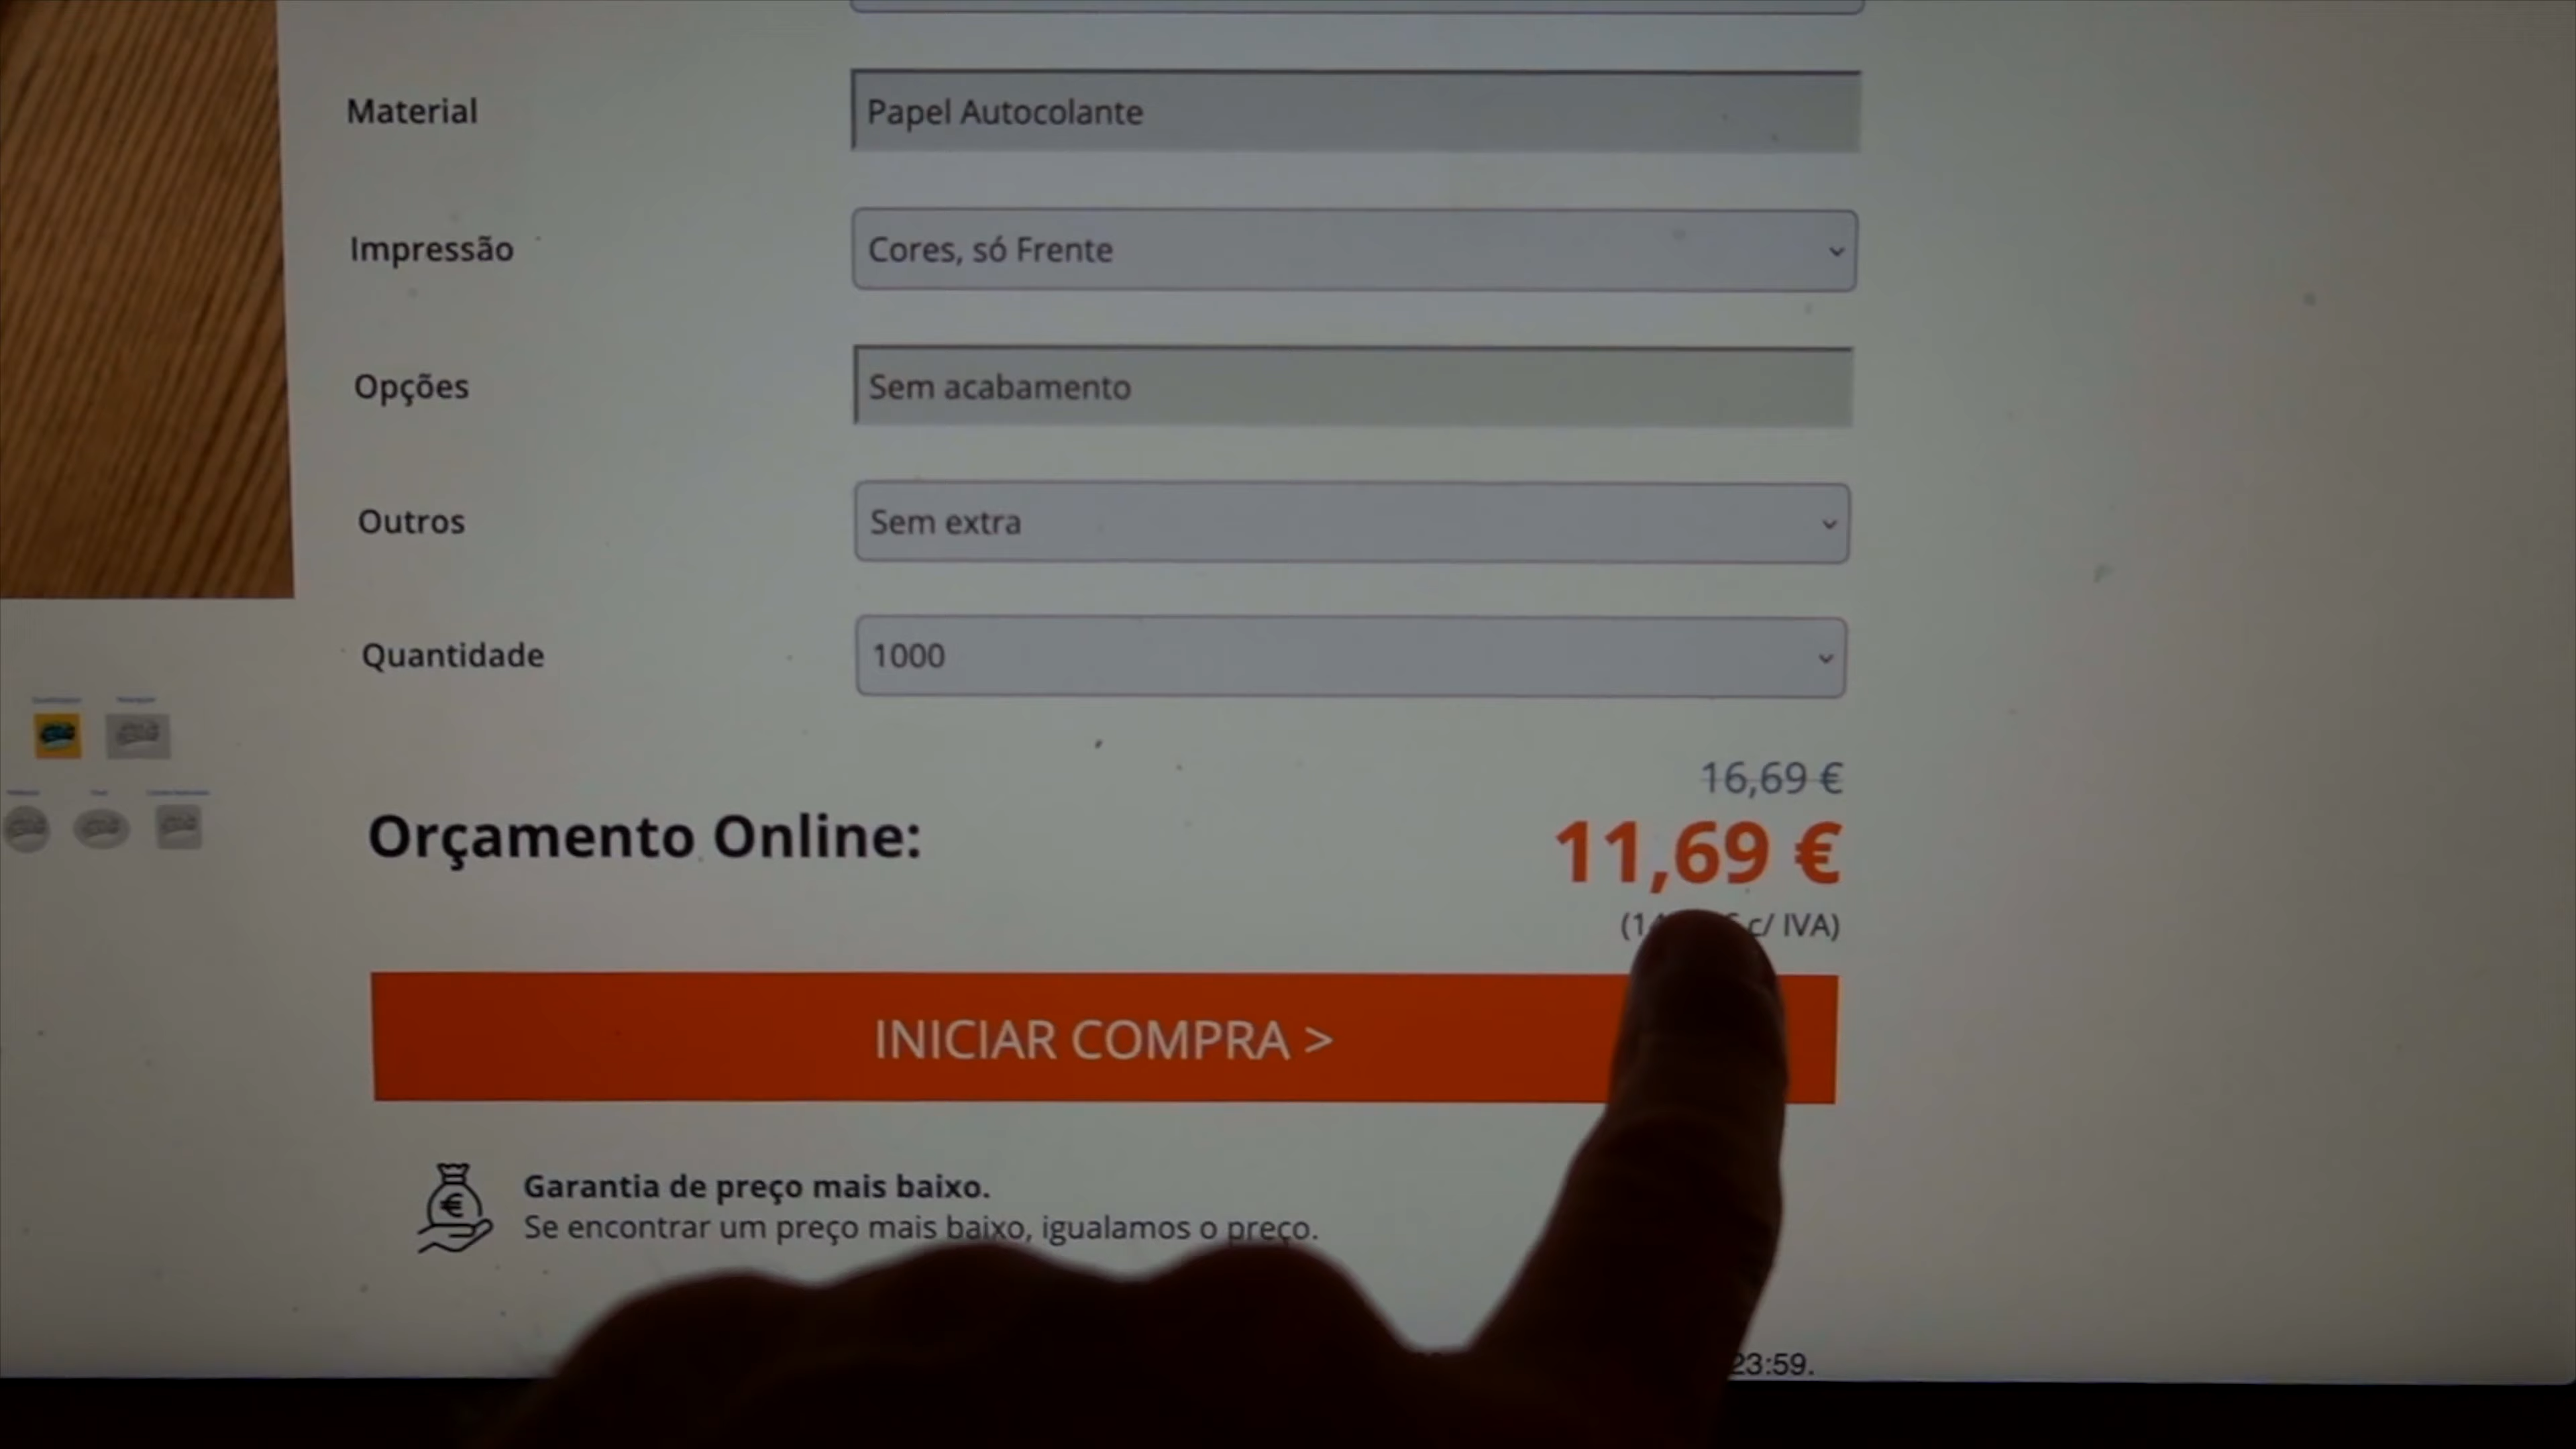 Material
Papel Autocolante
Impressão
Cores, só Frente
Opções
Sem acabamento
Outros
Sem extra
Quantidade
1000
16,69 €
Orçamento Online:
11,69 €
c/ IVA)
INICIAR COMPRA >
Garantia de preço mais baixo.
Se encontrar um preço mais baixo, igualamos o preço.
23:59.